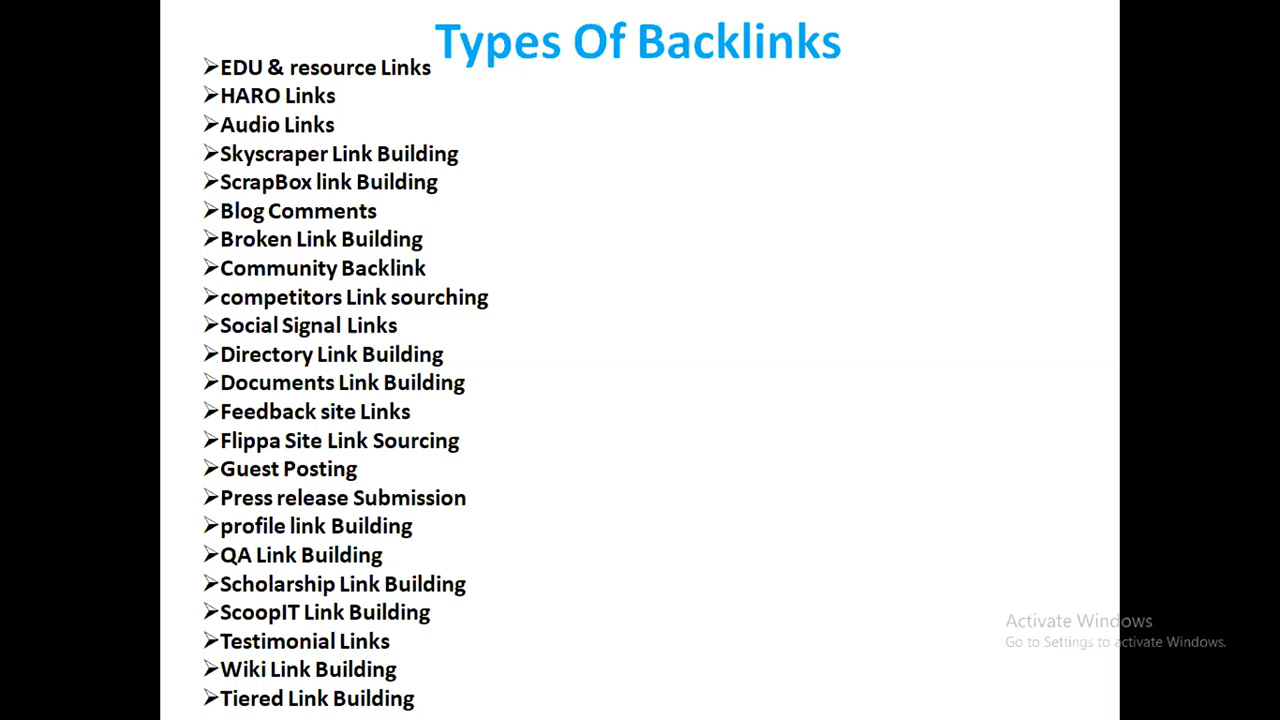 Types Of Backlinks
➢EDU & resource Links
➢HARO Links
➢Audio Links
➢Skyscraper Link Building
➢ScrapBox link Building
➢Blog Comments
➢Broken Link Building
➢Community Backlink
➢competitors Link sourching
➢Social Signal Links
➢Directory Link Building
➢Documents Link Building
➢Feedback site Links
➢Flippa Site Link Sourcing
➢Guest Posting
➢Press release Submission
➢profile link Building
➢QA Link Building
➢Scholarship Link Building
➢ScoopIT Link Building
➢Testimonial Links
➢Wiki Link Building
➢Tiered Link Building
Activate Windows
Go to Settings to activate Windows.